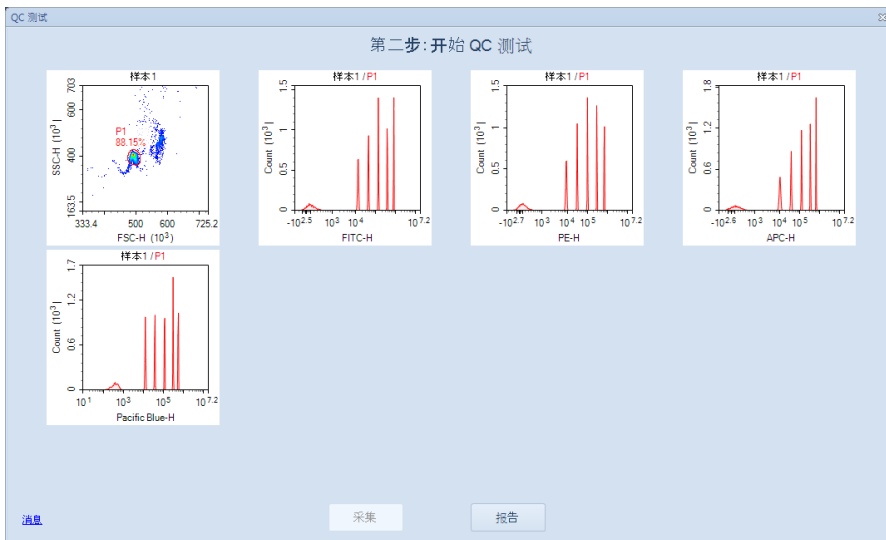 QC 测试
第二步:开始 QC 测试
样本1
703
600
400
163.5
SSC-H (10³)
P1
88.15%
333.4 500 600 725.2
FSC-H (10³)
样本1 / P1
1.5
1
0.5
0
Count (10³)
-10^2.5 10³ 10⁴ 10^7.2
FITC-H
样本1 / P1
1.5
1
0.5
0
Count (10³)
-10^2.7 10³ 10⁴ 10⁵ 10^7.2
PE-H
样本1 / P1
1.8
1.2
0.6
0
Count (10³)
-10^2.6 10³ 10⁴ 10⁵ 10^7.2
APC-H
样本1 / P1
1.7
1.2
0.6
0
Count (10³)
10¹ 10³ 10⁵ 10^7.2
Pacific Blue-H
消息
采集
报告